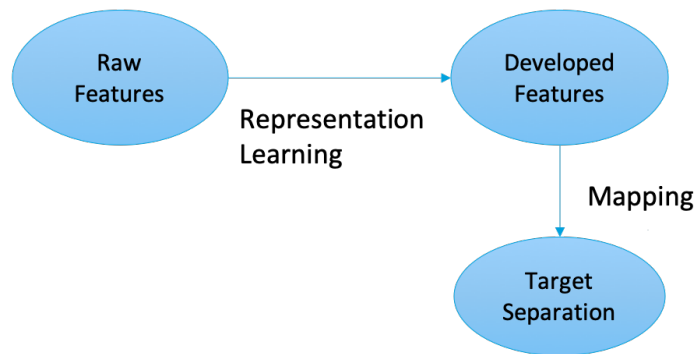 Raw
Features
Developed
Features
Representation
Learning
Mapping
Target
Separation